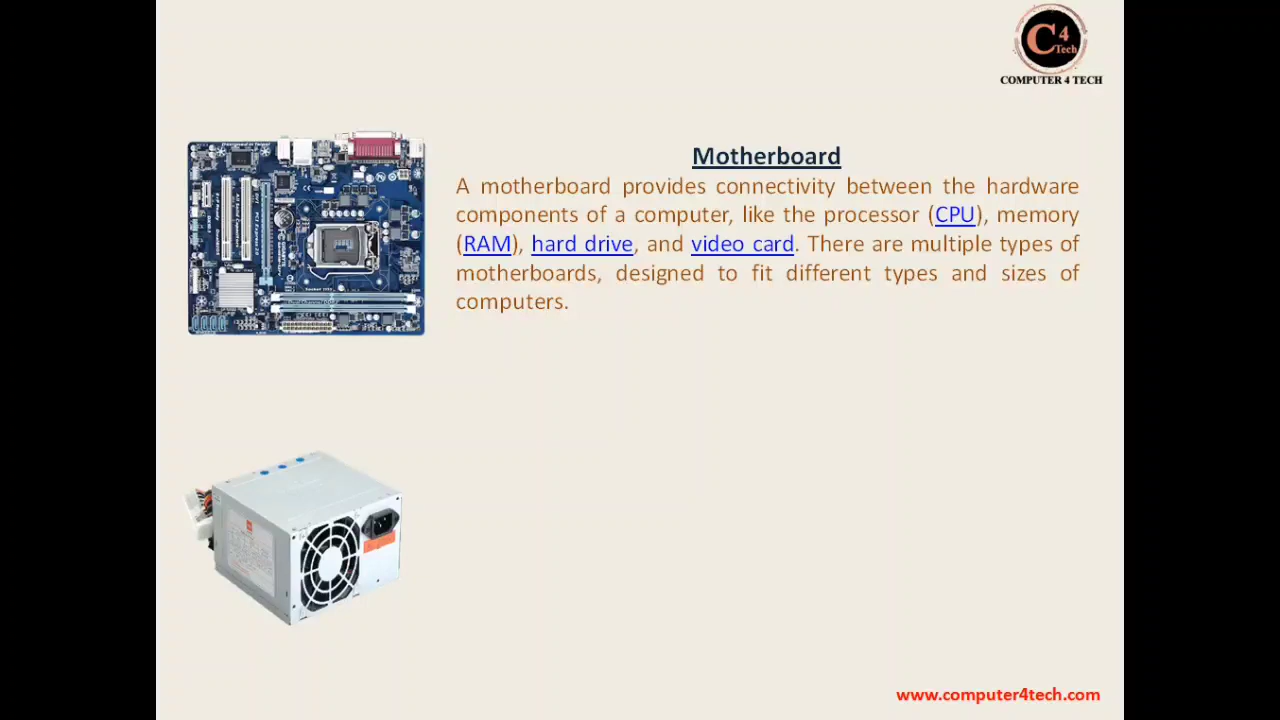 C 4
Tech
COMPUTER 4 TECH
Motherboard
A motherboard provides connectivity between the hardware
components of a computer, like the processor (CPU), memory
(RAM), hard drive, and video card. There are multiple types of
motherboards, designed to fit different types and sizes of
computers.
www.computer4tech.com